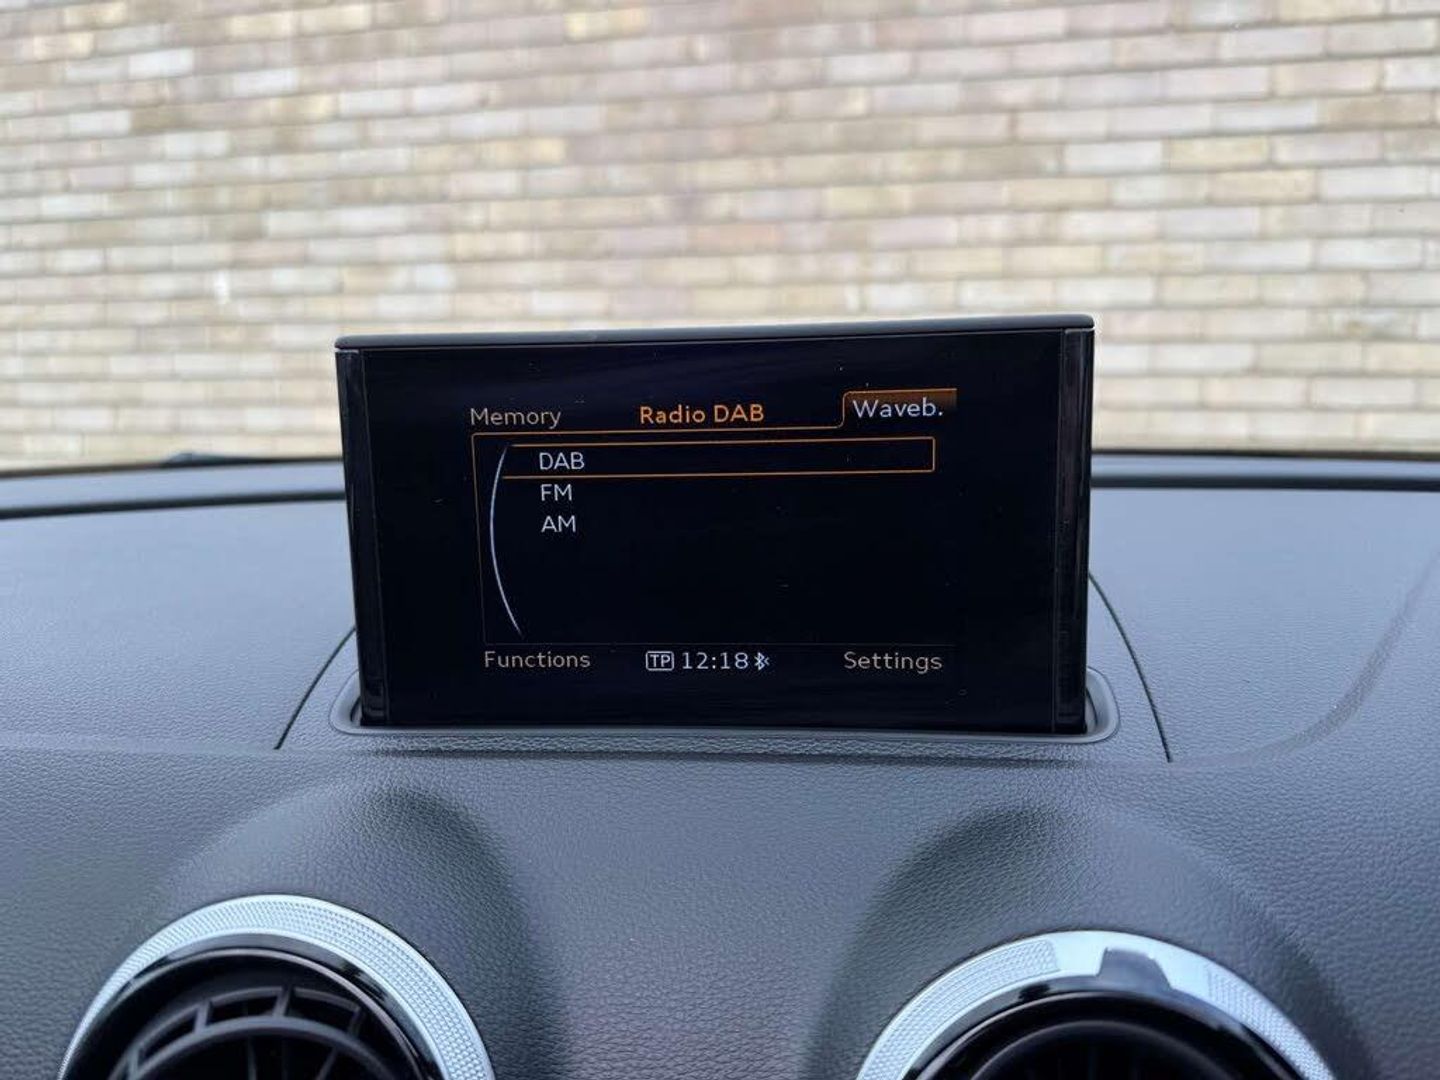 Memory Radio DAB Waveb.
DAB
FM
AM
Functions TP 12:18 Settings